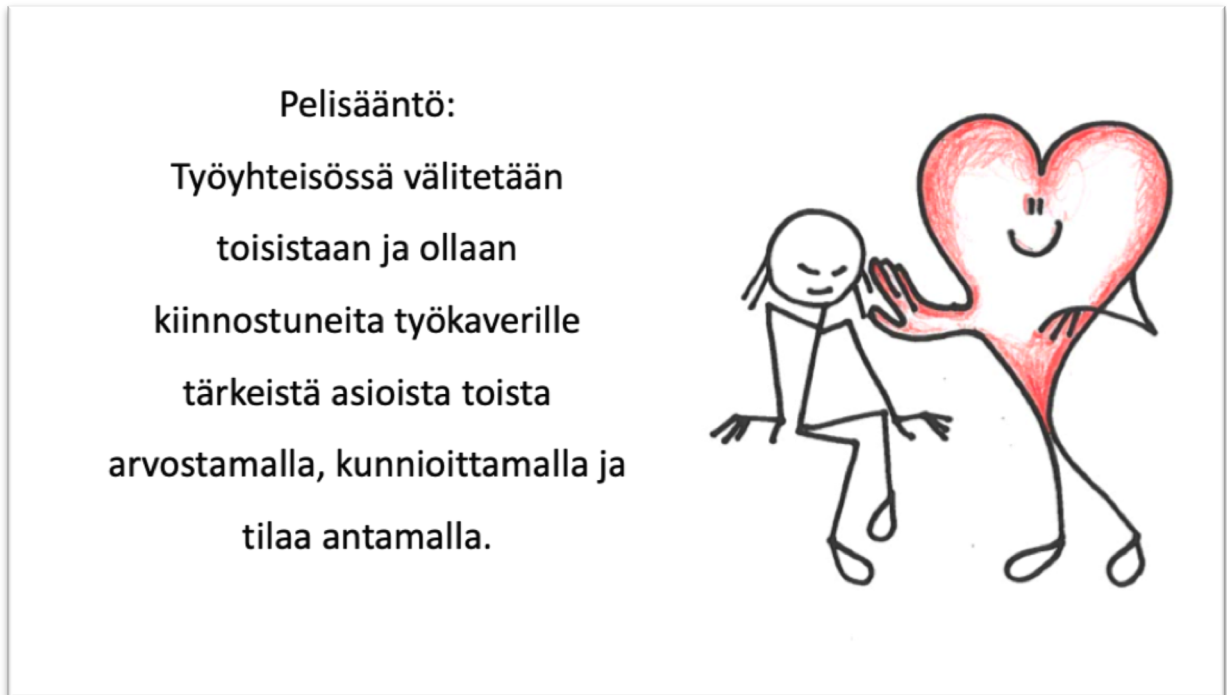 Pelisääntö:
Työyhteisössä välitetään
toisistaan ja ollaan
kiinnostuneita työkaverille
tärkeistä asioista toista
arvostamalla, kunnioittamalla ja
tilaa antamalla.